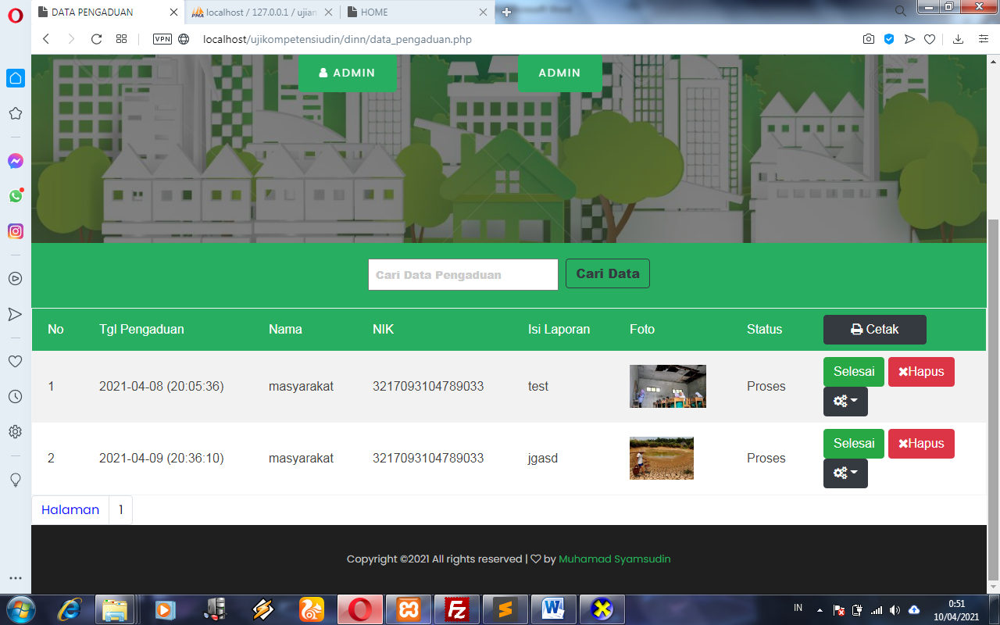 DATA PENGADUAN
localhost / 127.0.0.1 / ujian
HOME
VPN
localhost/ujikompetensiudin/dinn/data_pengaduan.php
ADMIN
ADMIN
Cari Data Pengaduan
Cari Data
No Tgl Pengaduan Nama NIK Isi Laporan Foto Status Cetak
1 2021-04-08 (20:05:36) masyarakat 3217093104789033 test Proses Selesai Hapus
2 2021-04-09 (20:36:10) masyarakat 3217093104789033 jgasd Proses Selesai Hapus
Halaman 1
Copyright ©2021 All rights reserved | by Muhamad Syamsudin
IN
0:51
10/04/2021